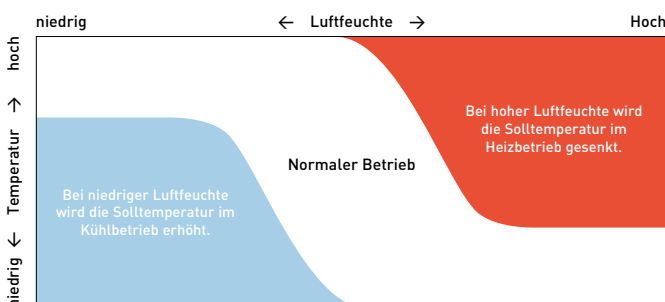 niedrig ← Luftfeuchte → Hoch
hoch
Bei hoher Luftfeuchte wird
die Solltemperatur im
Heizbetrieb gesenkt.
Normaler Betrieb
Bei niedriger Luftfeuchte
wird die Solltemperatur im
Kühlbetrieb erhöht.
niedrig ← Temperatur →